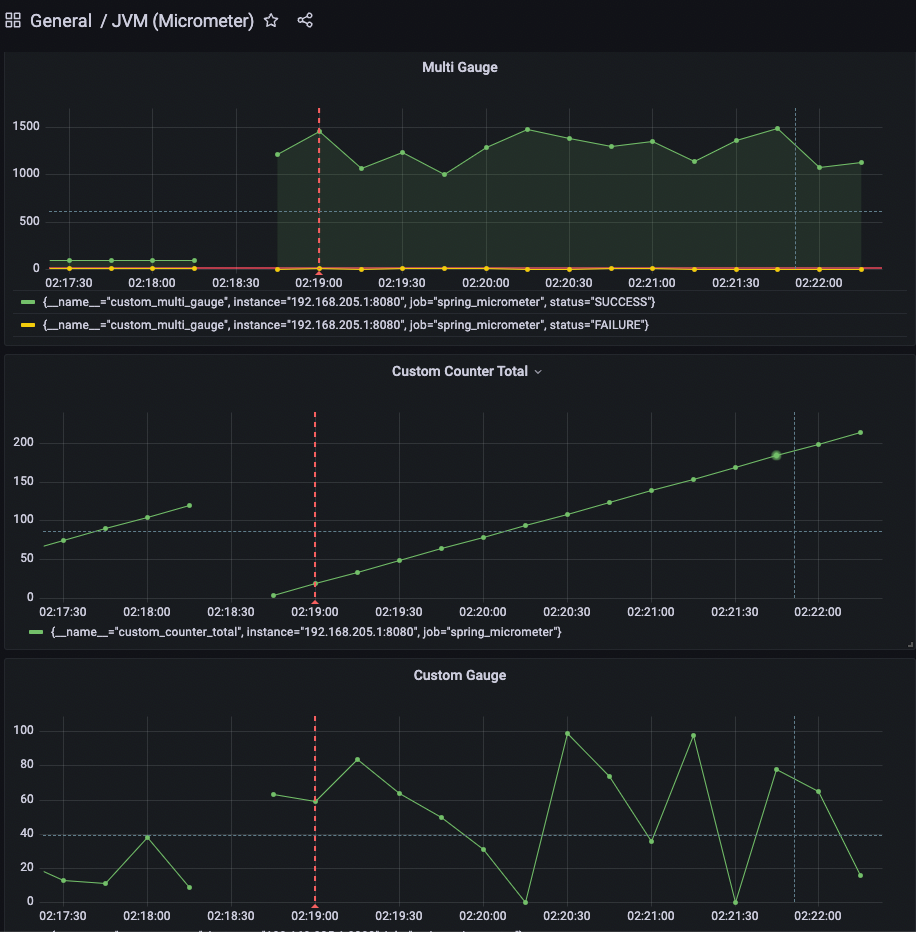 General / JVM (Micrometer)
Multi Gauge
1500
1000
500
0
02:17:30 02:18:00 02:18:30 02:19:00 02:19:30 02:20:00 02:20:30 02:21:00 02:21:30 02:22:00
{__name__="custom_multi_gauge", instance="192.168.205.1:8080", job="spring_micrometer", status="SUCCESS"}
{__name__="custom_multi_gauge", instance="192.168.205.1:8080", job="spring_micrometer", status="FAILURE"}
Custom Counter Total
200
150
100
50
0
02:17:30 02:18:00 02:18:30 02:19:00 02:19:30 02:20:00 02:20:30 02:21:00 02:21:30 02:22:00
{__name__="custom_counter_total", instance="192.168.205.1:8080", job="spring_micrometer"}
Custom Gauge
100
80
60
40
20
0
02:17:30 02:18:00 02:18:30 02:19:00 02:19:30 02:20:00 02:20:30 02:21:00 02:21:30 02:22:00